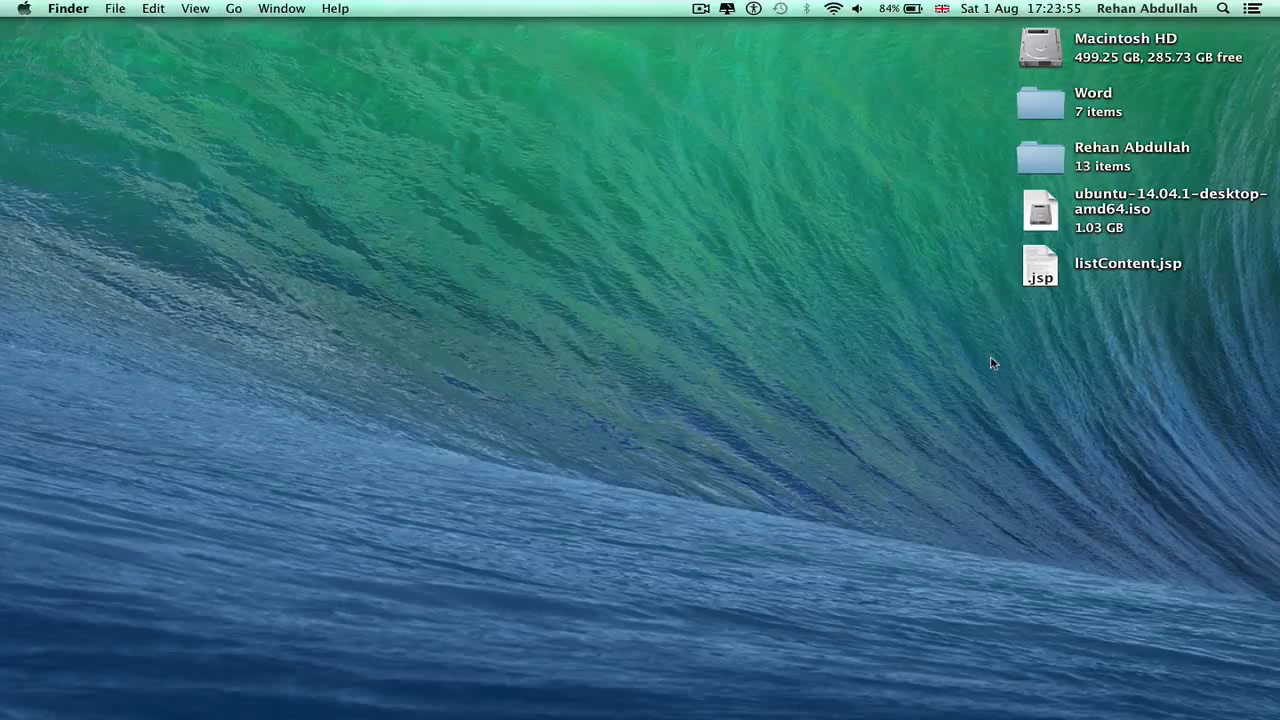 Finder File Edit View Go Window Help 84% Sat 1 Aug 17:23:55 Rehan Abdullah
Macintosh HD
499.25 GB, 285.73 GB free
Word
7 items
Rehan Abdullah
13 items
ubuntu-14.04.1-desktop-
amd64.iso
1.03 GB
.jsp
listContent.jsp